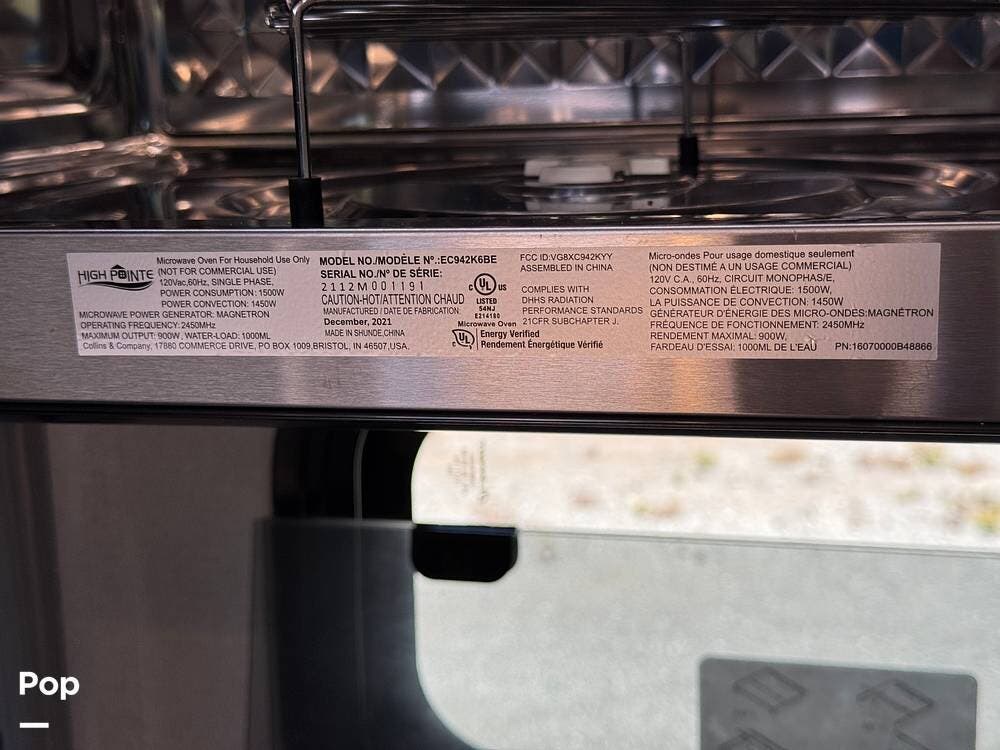 HIGH POINTE
Microwave Oven For Household Use Only
(NOT FOR COMMERCIAL USE)
120Vac,60Hz, SINGLE PHASE,
POWER CONSUMPTION: 1500W
POWER CONVECTION: 1450W
MICROWAVE POWER GENERATOR: MAGNETRON
OPERATING FREQUENCY: 2450MHz
MAXIMUM OUTPUT: 900W, WATER-LOAD: 1000ML
Collins & Company, 17860 COMMERCE DRIVE, PO BOX 1009,BRISTOL, IN 46507,USA.
MODEL NO./MODÈLE Nº.:EC942K6BE
SERIAL NO./Nº DE SÉRIE:
2112M001191
CAUTION-HOT/ATTENTION CHAUD
MANUFACTURED / DATE DE FABRICATION:
December, 2021
MADE IN SHUNDE,CHINA
c UL US
LISTED
54NJ
E214180
Microwave Oven
UL Energy Verified
Rendement Énergétique Vérifié
FCC ID:VG8XC942KYY
ASSEMBLED IN CHINA
COMPLIES WITH
DHHS RADIATION
PERFORMANCE STANDARDS
21CFR SUBCHAPTER J.
Micro-ondes Pour usage domestique seulement
(NON DESTIMÉ A UN USAGE COMMERCIAL)
120V C.A., 60Hz, CIRCUIT MONOPHAS/E,
CONSOMMATION ÉLECTRIQUE: 1500W,
LA PUISSANCE DE CONVECTION: 1450W
GÉNÉRATEUR D'ÉNERGIE DES MICRO-ONDES:MAGNÉTRON
FRÉQUENCE DE FONCTIONNEMENT: 2450MHz
RENDEMENT MAXIMAL: 900W,
FARDEAU D'ESSAI: 1000ML DE L'EAU PN:16070000B48866
Pop